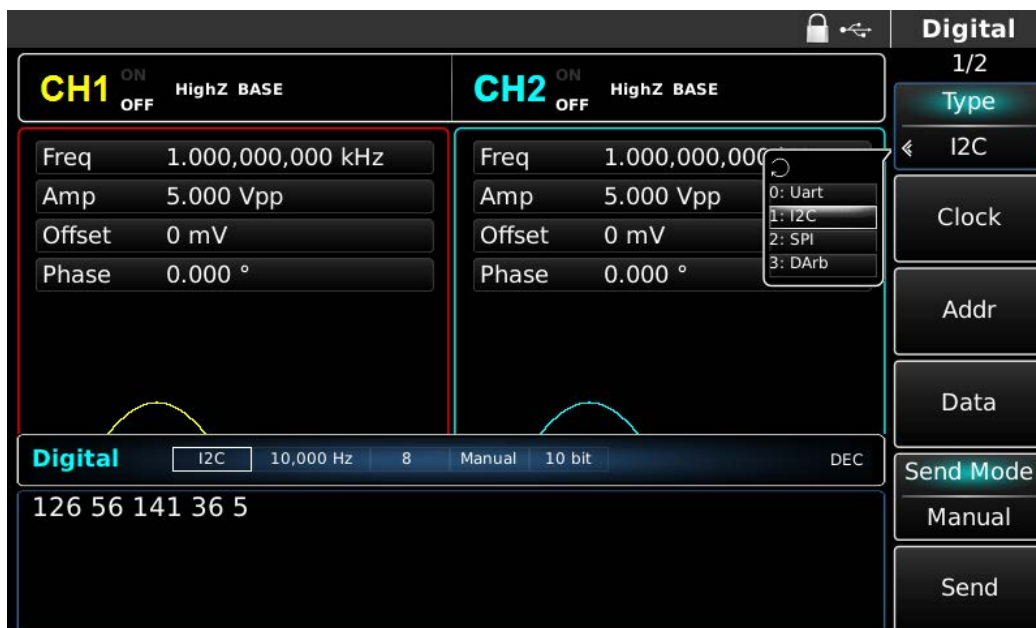 Digital
1/2
CH1 ON OFF HighZ BASE
CH2 ON OFF HighZ BASE
Type
I2C
Freq 1.000,000,000 kHz
Amp 5.000 Vpp
Offset 0 mV
Phase 0.000 °
Freq 1.000,000,00
Amp 5.000 Vpp
Offset 0 mV
Phase 0.000 °
0: Uart
1: I2C
2: SPI
3: DArb
Clock
Addr
Data
Digital I2C 10,000 Hz 8 Manual 10 bit DEC
126 56 141 36 5
Send Mode
Manual
Send